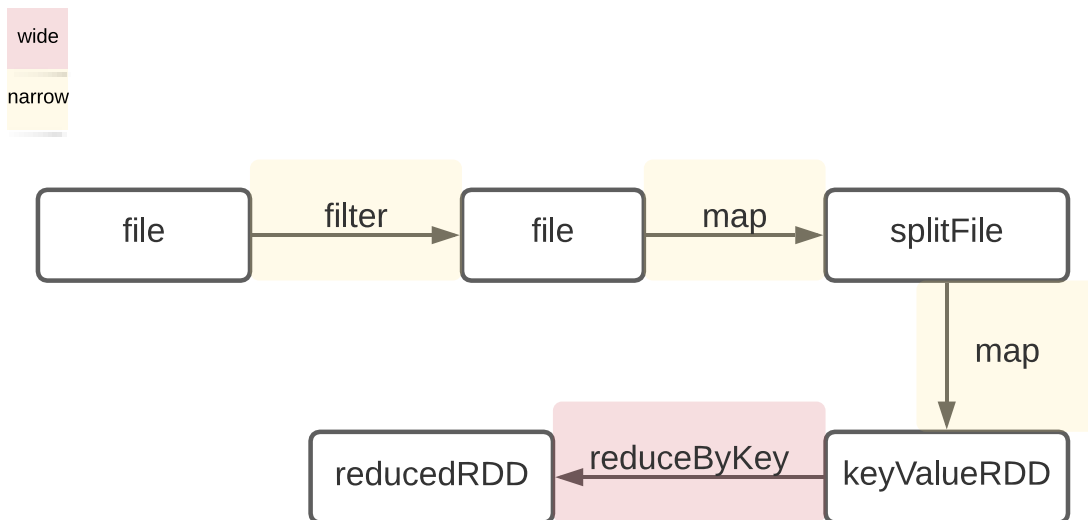 wide
narrow
file
filter
file
map
splitFile
map
reducedRDD
reduceByKey
keyValueRDD